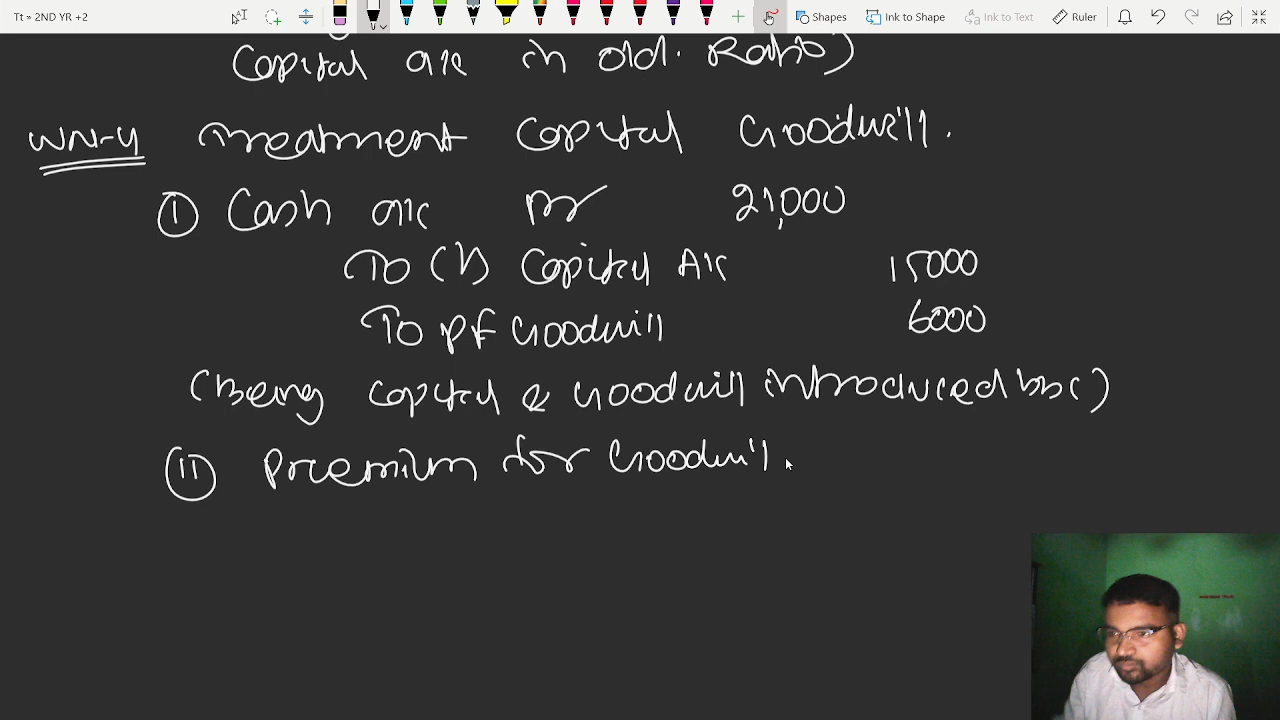 Tt » 2ND YR +2 Shapes Ink to Shape Ink to Text Ruler
Capital a/c in old. Ratio)
WN-4 Treatment Capital Goodwill.
(I) Cash a/c Dr 21,000
To C's Capital A/c 15000
To pf Goodwill 6000
(Being Capital & Goodwill introduced by C)
(II) Premium for Goodwill